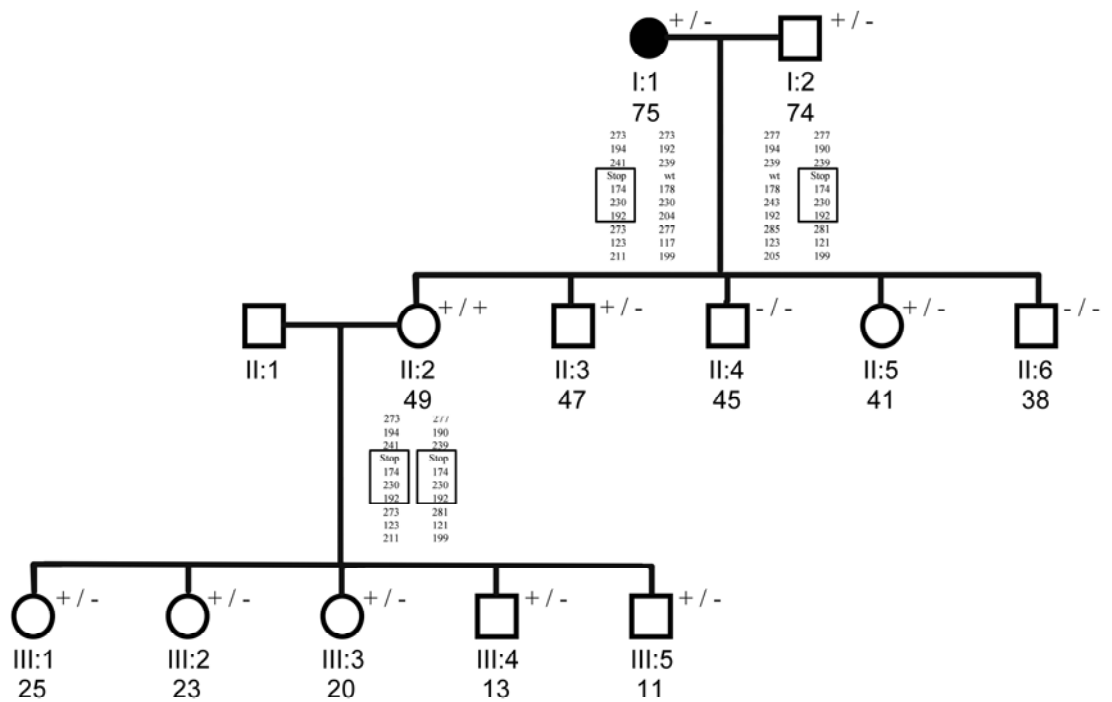 + / - + / -
I:1 I:2
75 74
273 273 277 277
194 192 194 190
241 239 239 239
Stop wt wt Stop
174 178 178 174
230 230 243 230
192 204 192 192
273 277 285 281
123 117 123 121
211 199 205 199
+ / + + / - - / - + / - - / -
II:1 II:2 II:3 II:4 II:5 II:6
49 47 45 41 38
273 277
194 190
241 239
Stop Stop
174 174
230 230
192 192
273 281
123 121
211 199
+ / - + / - + / - + / - + / -
III:1 III:2 III:3 III:4 III:5
25 23 20 13 11